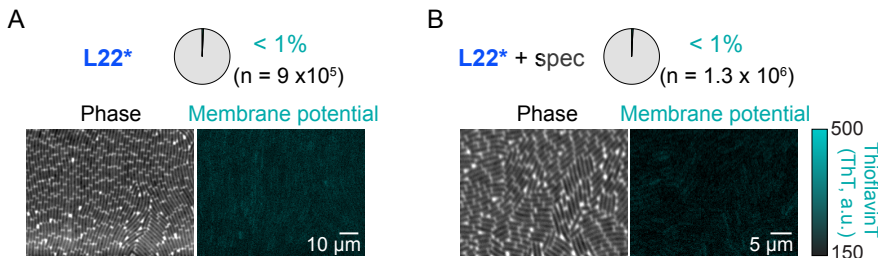 A
L22*
< 1%
(n = 9 x10⁵)
Phase
Membrane potential
10 µm
B
L22* + spec
< 1%
(n = 1.3 x 10⁶)
Phase
Membrane potential
5 µm
500
ThioflavinT
(ThT, a.u.)
150